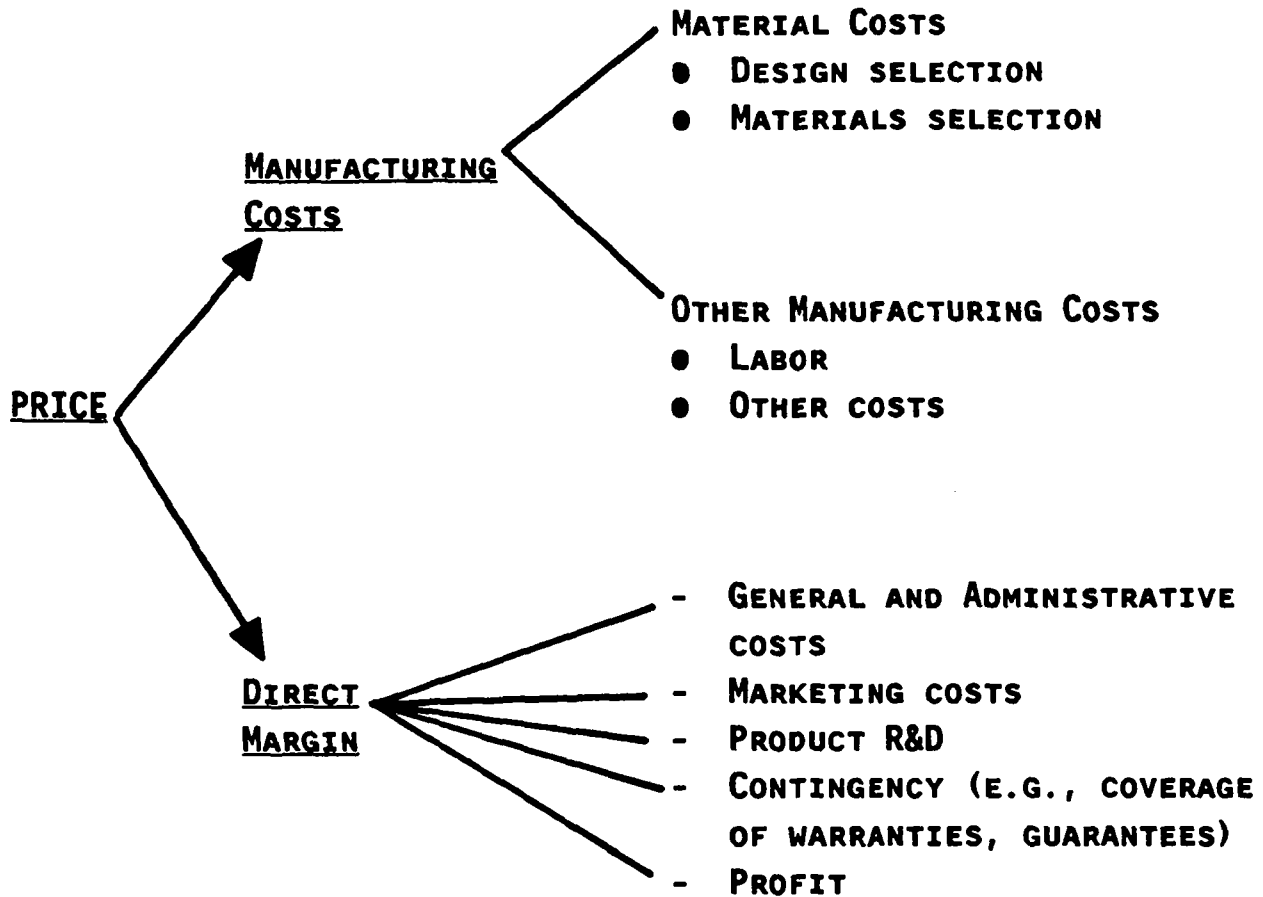 MATERIAL COSTS
● DESIGN SELECTION
● MATERIALS SELECTION
MANUFACTURING
COSTS
OTHER MANUFACTURING COSTS
● LABOR
● OTHER COSTS
PRICE
- GENERAL AND ADMINISTRATIVE
COSTS
DIRECT
MARGIN
- MARKETING COSTS
- PRODUCT R&D
- CONTINGENCY (E.G., COVERAGE
OF WARRANTIES, GUARANTEES)
- PROFIT